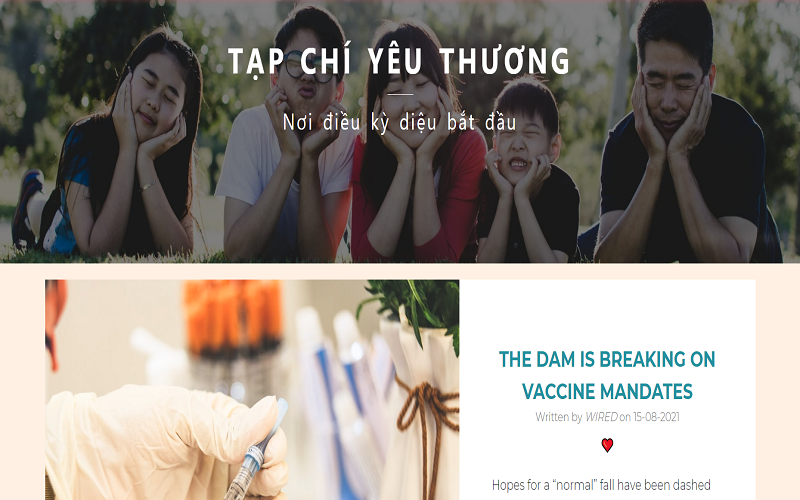 TẠP CHÍ YÊU THƯƠNG
Nơi điều kỳ diệu bắt đầu
THE DAM IS BREAKING ON
VACCINE MANDATES
Written by WIRED on 15-08-2021
Hopes for a “normal” fall have been dashed